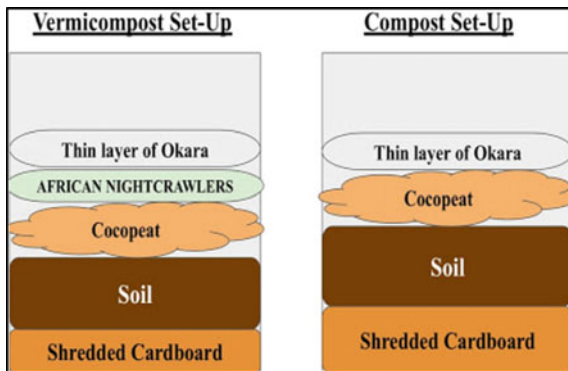 Vermicompost Set-Up
Thin layer of Okara
AFRICAN NIGHTCRAWLERS
Cocopeat
Soil
Shredded Cardboard
Compost Set-Up
Thin layer of Okara
Cocopeat
Soil
Shredded Cardboard